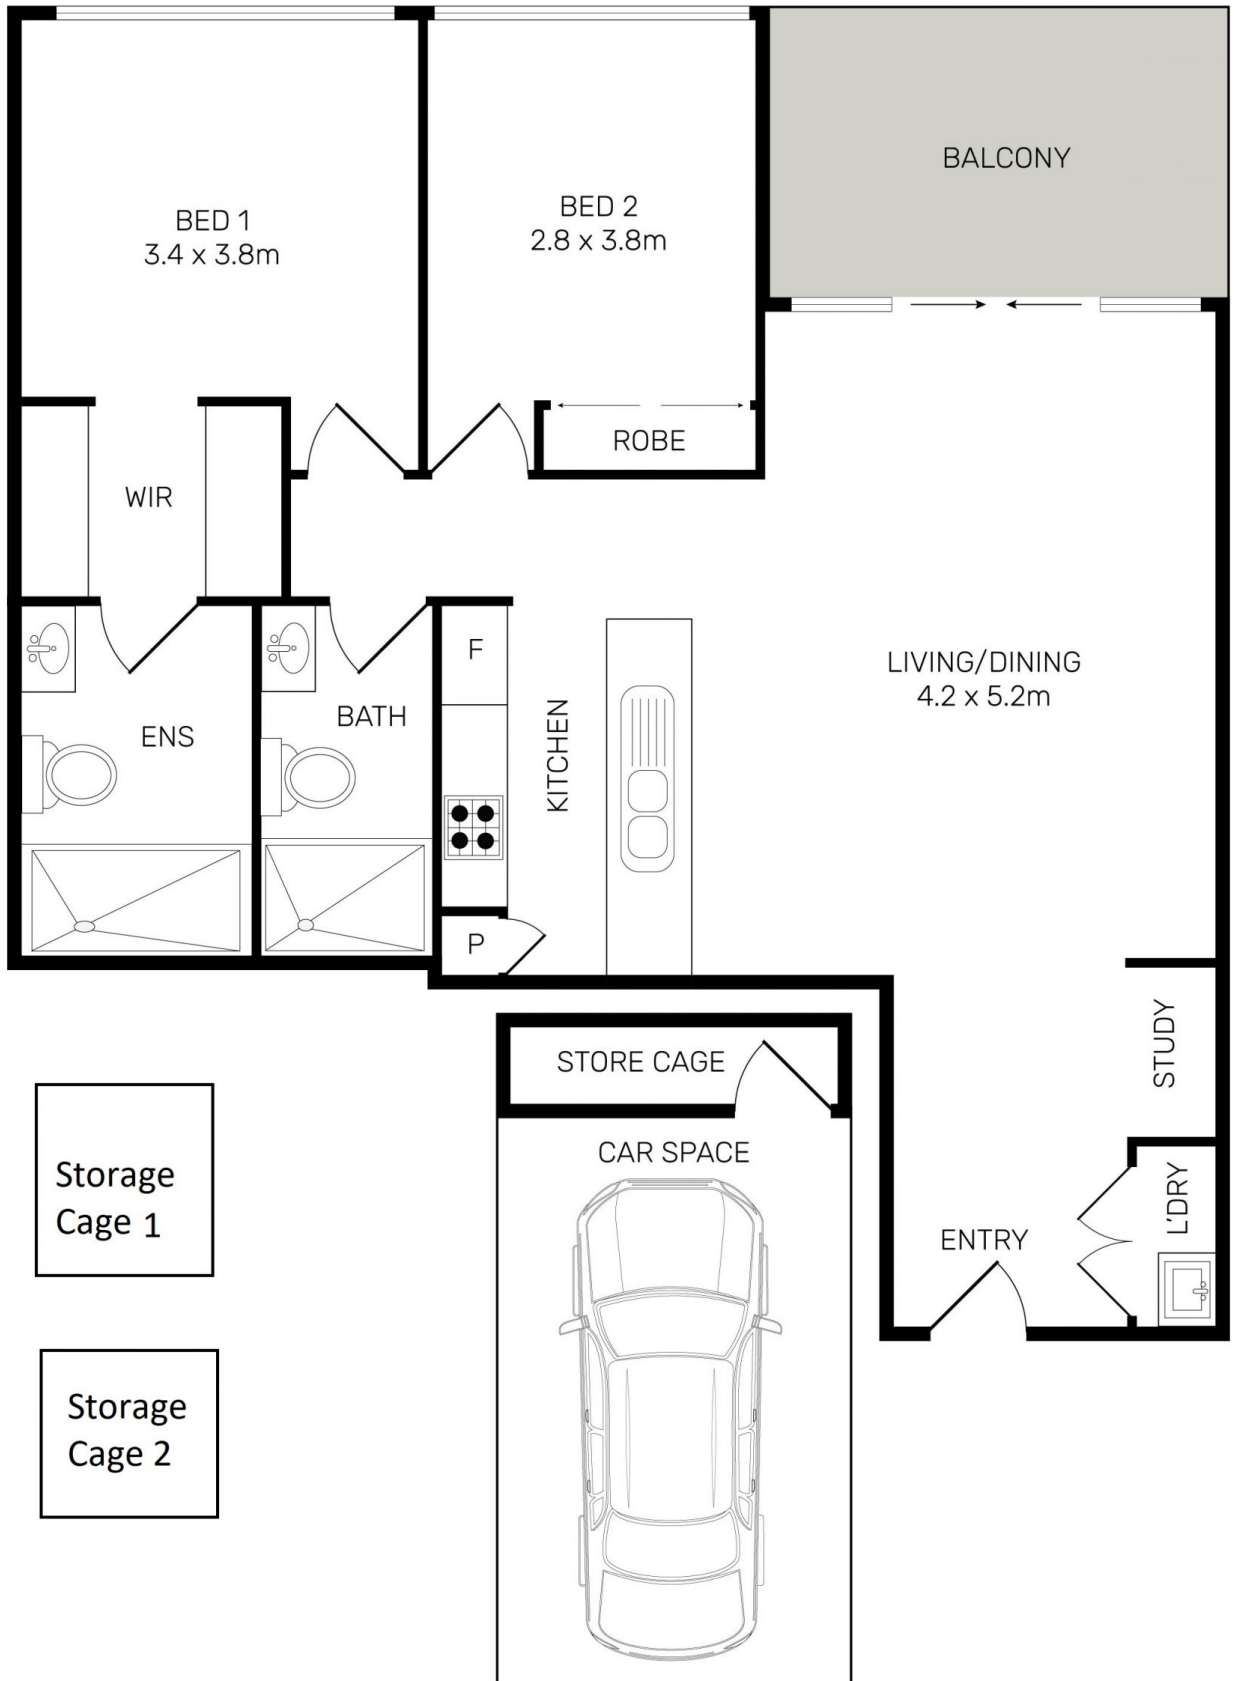 BALCONY
BED 1
3.4 x 3.8m
BED 2
2.8 x 3.8m
ROBE
WIR
F
LIVING/DINING
4.2 x 5.2m
ENS
BATH
KITCHEN
P
STUDY
STORE CAGE
CAR SPACE
L'DRY
ENTRY
Storage
Cage 1
Storage
Cage 2